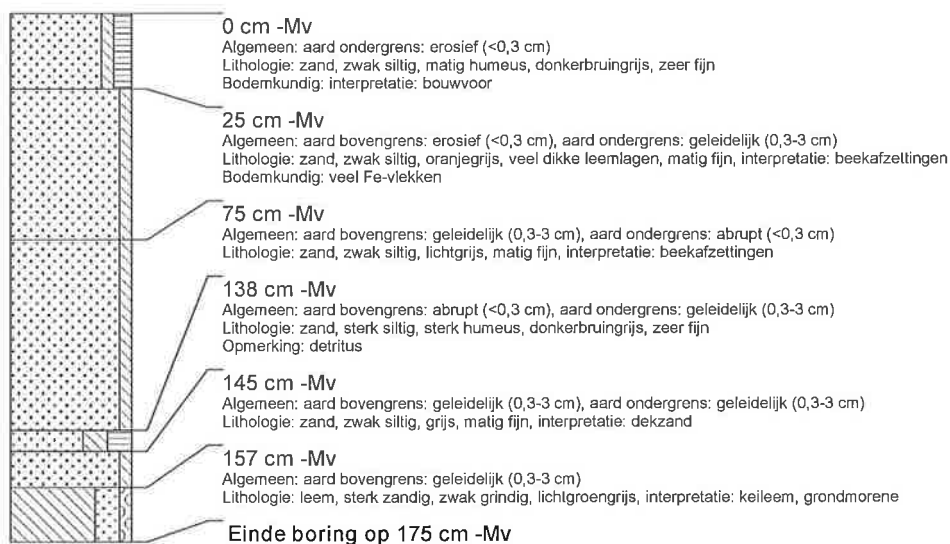 0 cm -Mv
Algemeen: aard ondergrens: erosief (<0,3 cm)
Lithologie: zand, zwak siltig, matig humeus, donkerbruingrijs, zeer fijn
Bodemkundig: interpretatie: bouwvoor
25 cm -Mv
Algemeen: aard bovengrens: erosief (<0,3 cm), aard ondergrens: geleidelijk (0,3-3 cm)
Lithologie: zand, zwak siltig, oranjegrijs, veel dikke leemlagen, matig fijn, interpretatie: beekafzettingen
Bodemkundig: veel Fe-vlekken
75 cm -Mv
Algemeen: aard bovengrens: geleidelijk (0,3-3 cm), aard ondergrens: abrupt (<0,3 cm)
Lithologie: zand, zwak siltig, lichtgrijs, matig fijn, interpretatie: beekafzettingen
138 cm -Mv
Algemeen: aard bovengrens: abrupt (<0,3 cm), aard ondergrens: geleidelijk (0,3-3 cm)
Lithologie: zand, sterk siltig, sterk humeus, donkerbruingrijs, zeer fijn
Opmerking: detritus
145 cm -Mv
Algemeen: aard bovengrens: geleidelijk (0,3-3 cm), aard ondergrens: geleidelijk (0,3-3 cm)
Lithologie: zand, zwak siltig, grijs, matig fijn, interpretatie: dekzand
157 cm -Mv
Algemeen: aard bovengrens: geleidelijk (0,3-3 cm)
Lithologie: leem, sterk zandig, zwak grindig, lichtgroengrijs, interpretatie: keileem, grondmorene
Einde boring op 175 cm -Mv